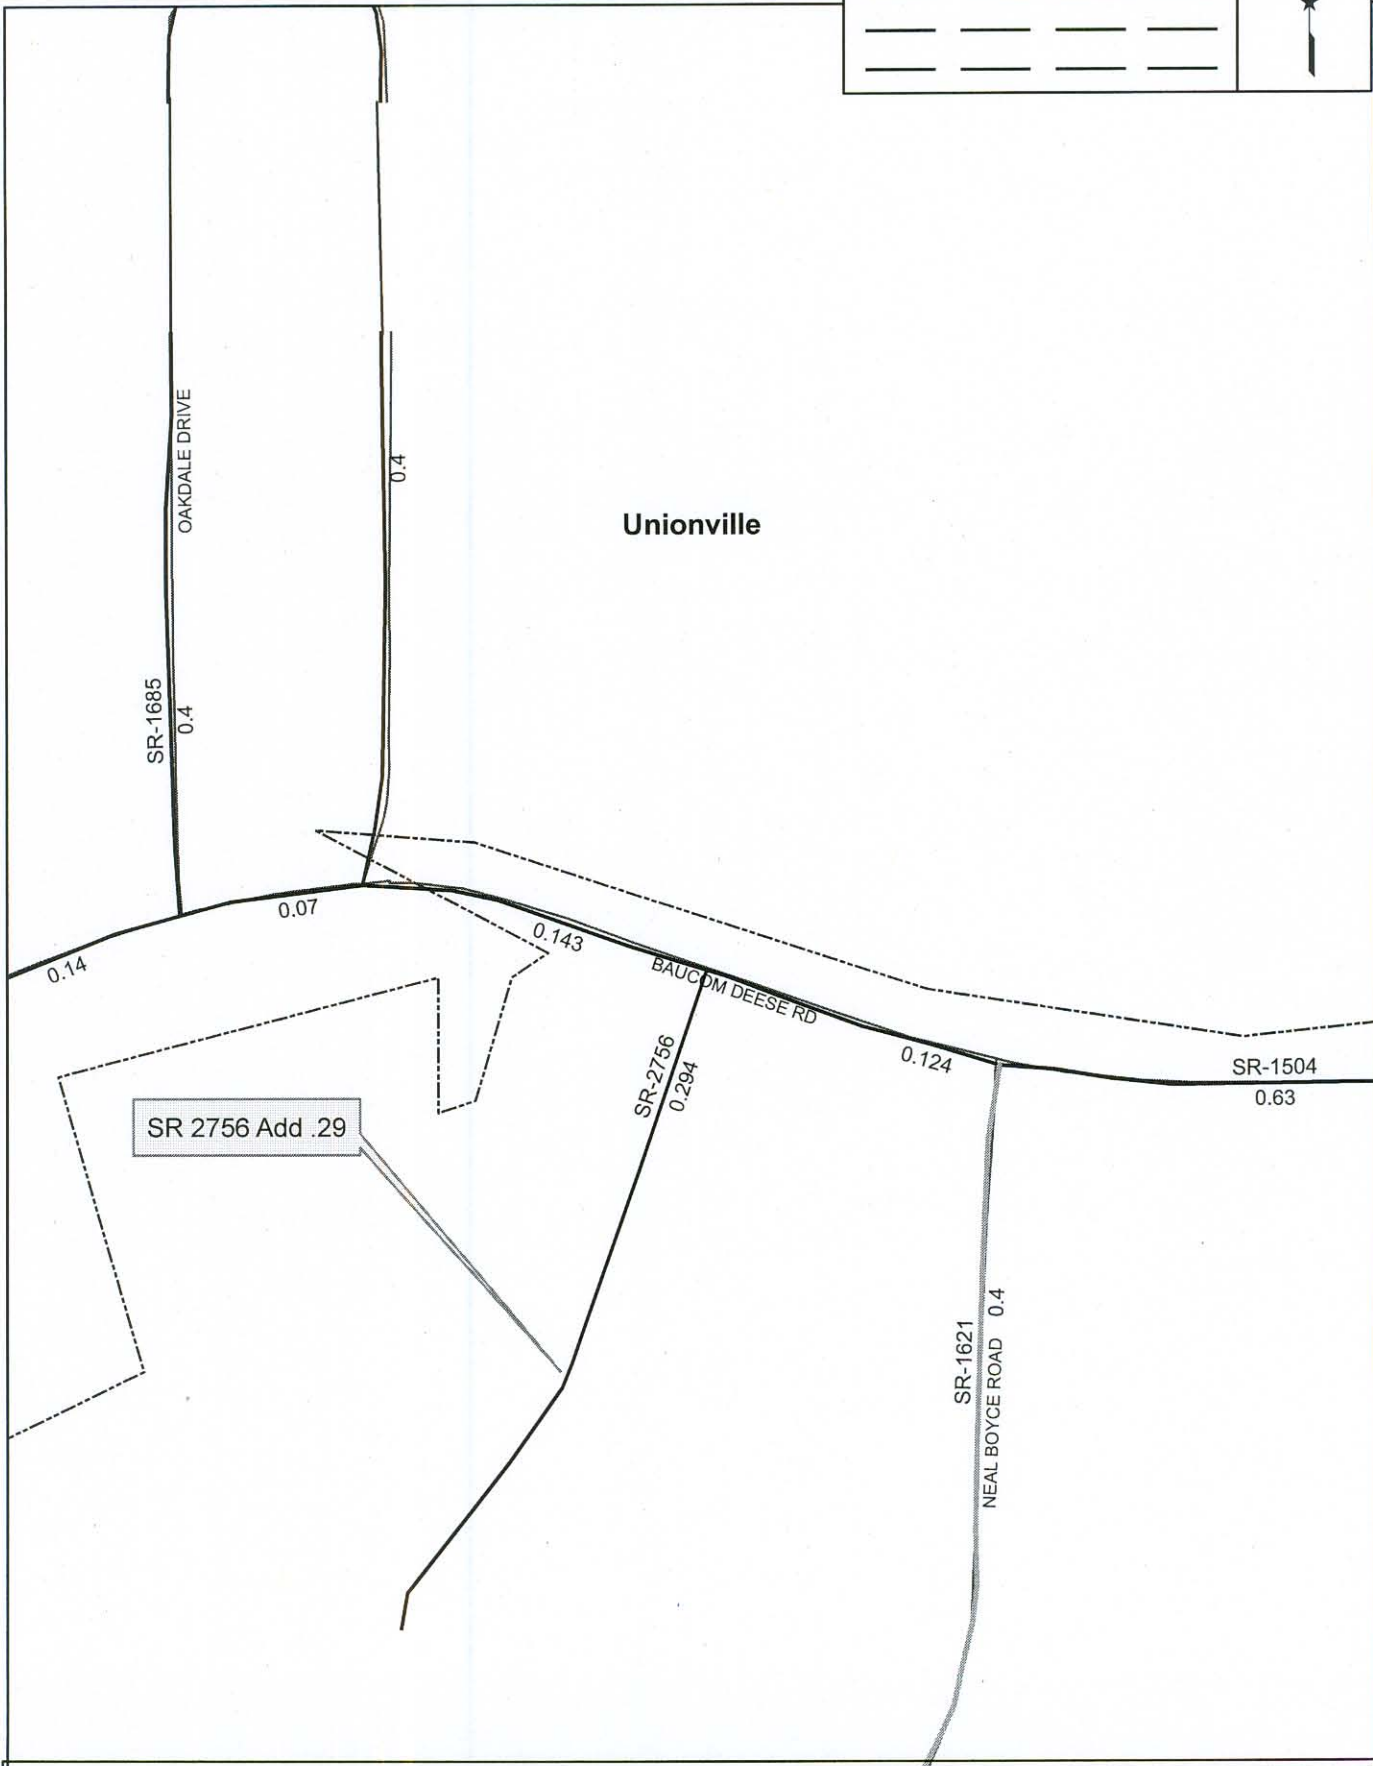 OAKDALE DRIVE
0.4
Unionville
SR-1685
0.4
0.07
0.14
0.143
BAUCOM DEESE RD
SR-2756
0.294
0.124
SR-1504
0.63
SR 2756 Add .29
SR-1621
NEAL BOYCE ROAD 0.4